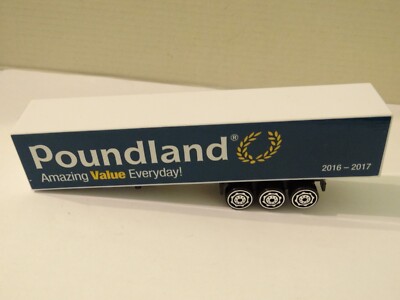 Poundland®
Amazing Value Everyday!
2016 – 2017